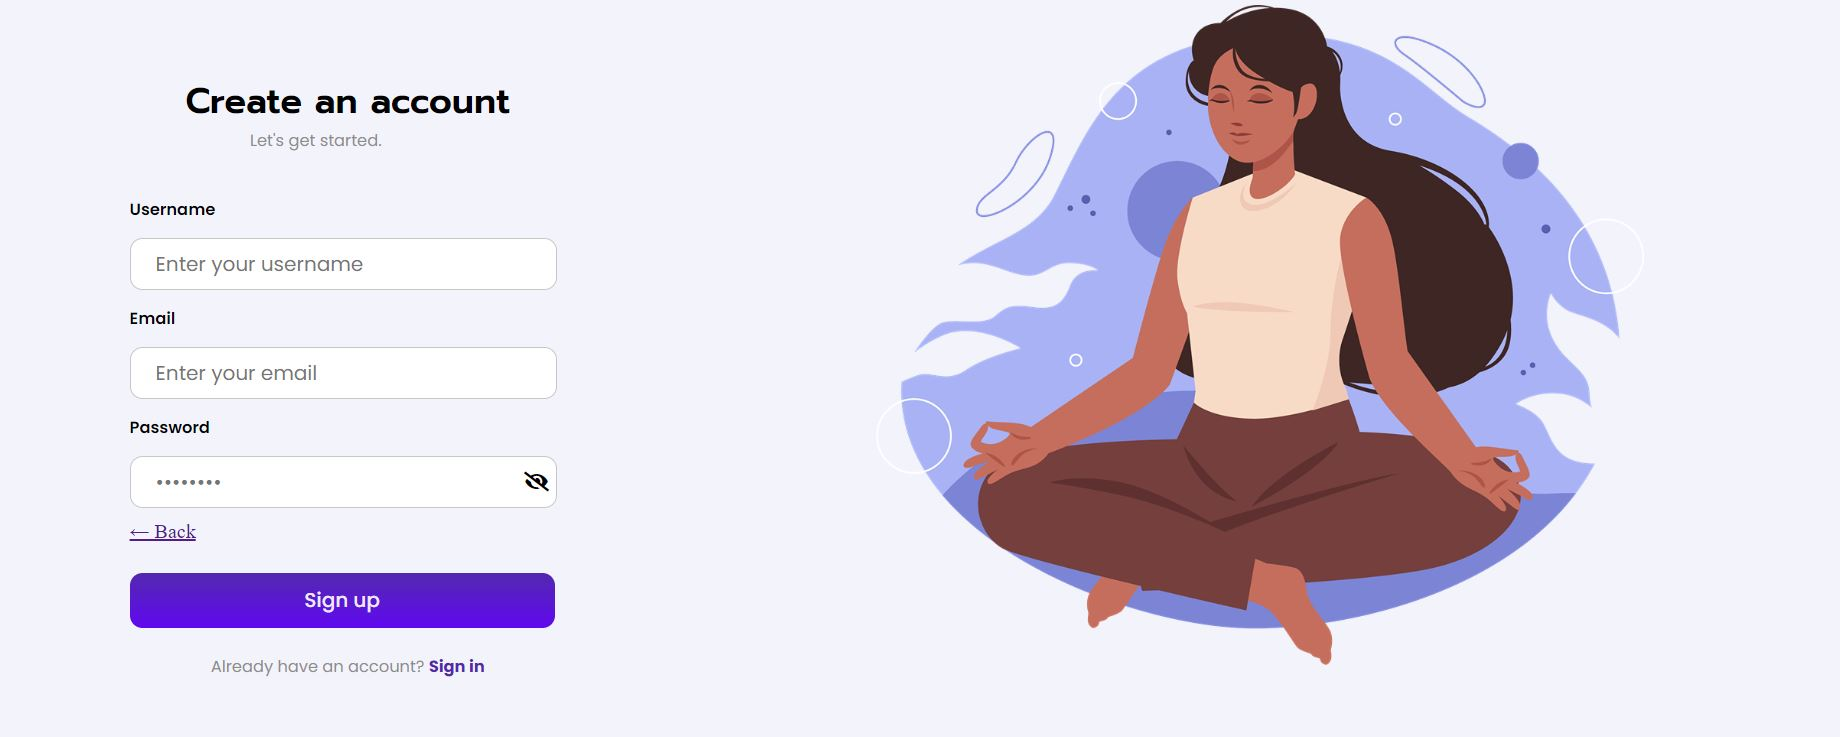 Create an account
Let's get started.
Username
Enter your username
Email
Enter your email
Password
••••••••
← Back
Sign up
Already have an account? Sign in